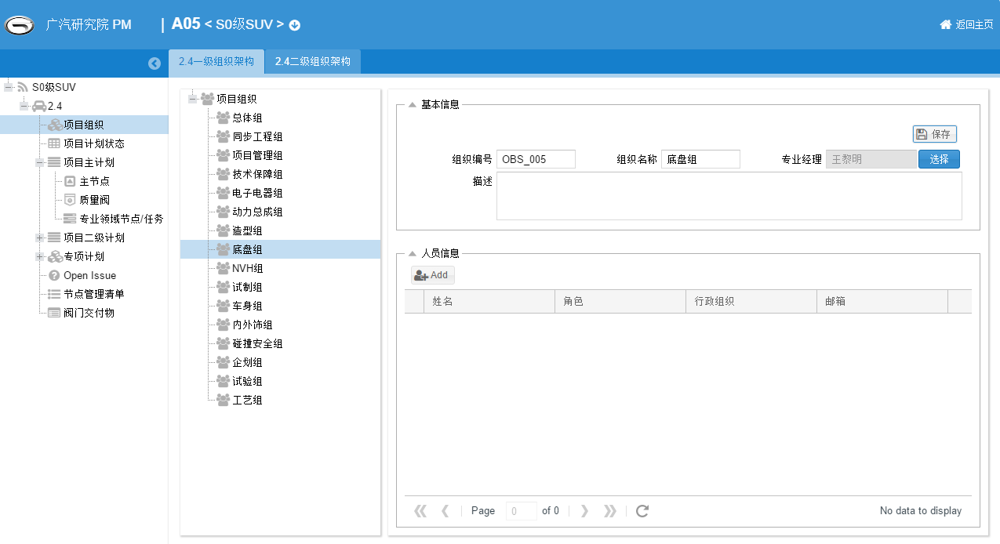 广汽研究院 PM | A05 < S0级SUV >
返回主页
2.4一级组织架构
2.4二级组织架构
S0级SUV
2.4
项目组织
项目计划状态
项目主计划
主节点
质量阀
专业领域节点/任务
项目二级计划
专项计划
Open Issue
节点管理清单
阀门交付物
项目组织
总体组
同步工程组
项目管理组
技术保障组
电子电器组
动力总成组
造型组
底盘组
NVH组
试制组
车身组
内外饰组
碰撞安全组
企划组
试验组
工艺组
基本信息
保存
组织编号 OBS_005 组织名称 底盘组 专业经理 王黎明 选择
描述
人员信息
Add
姓名 角色 行政组织 邮箱
Page 0 of 0
No data to display